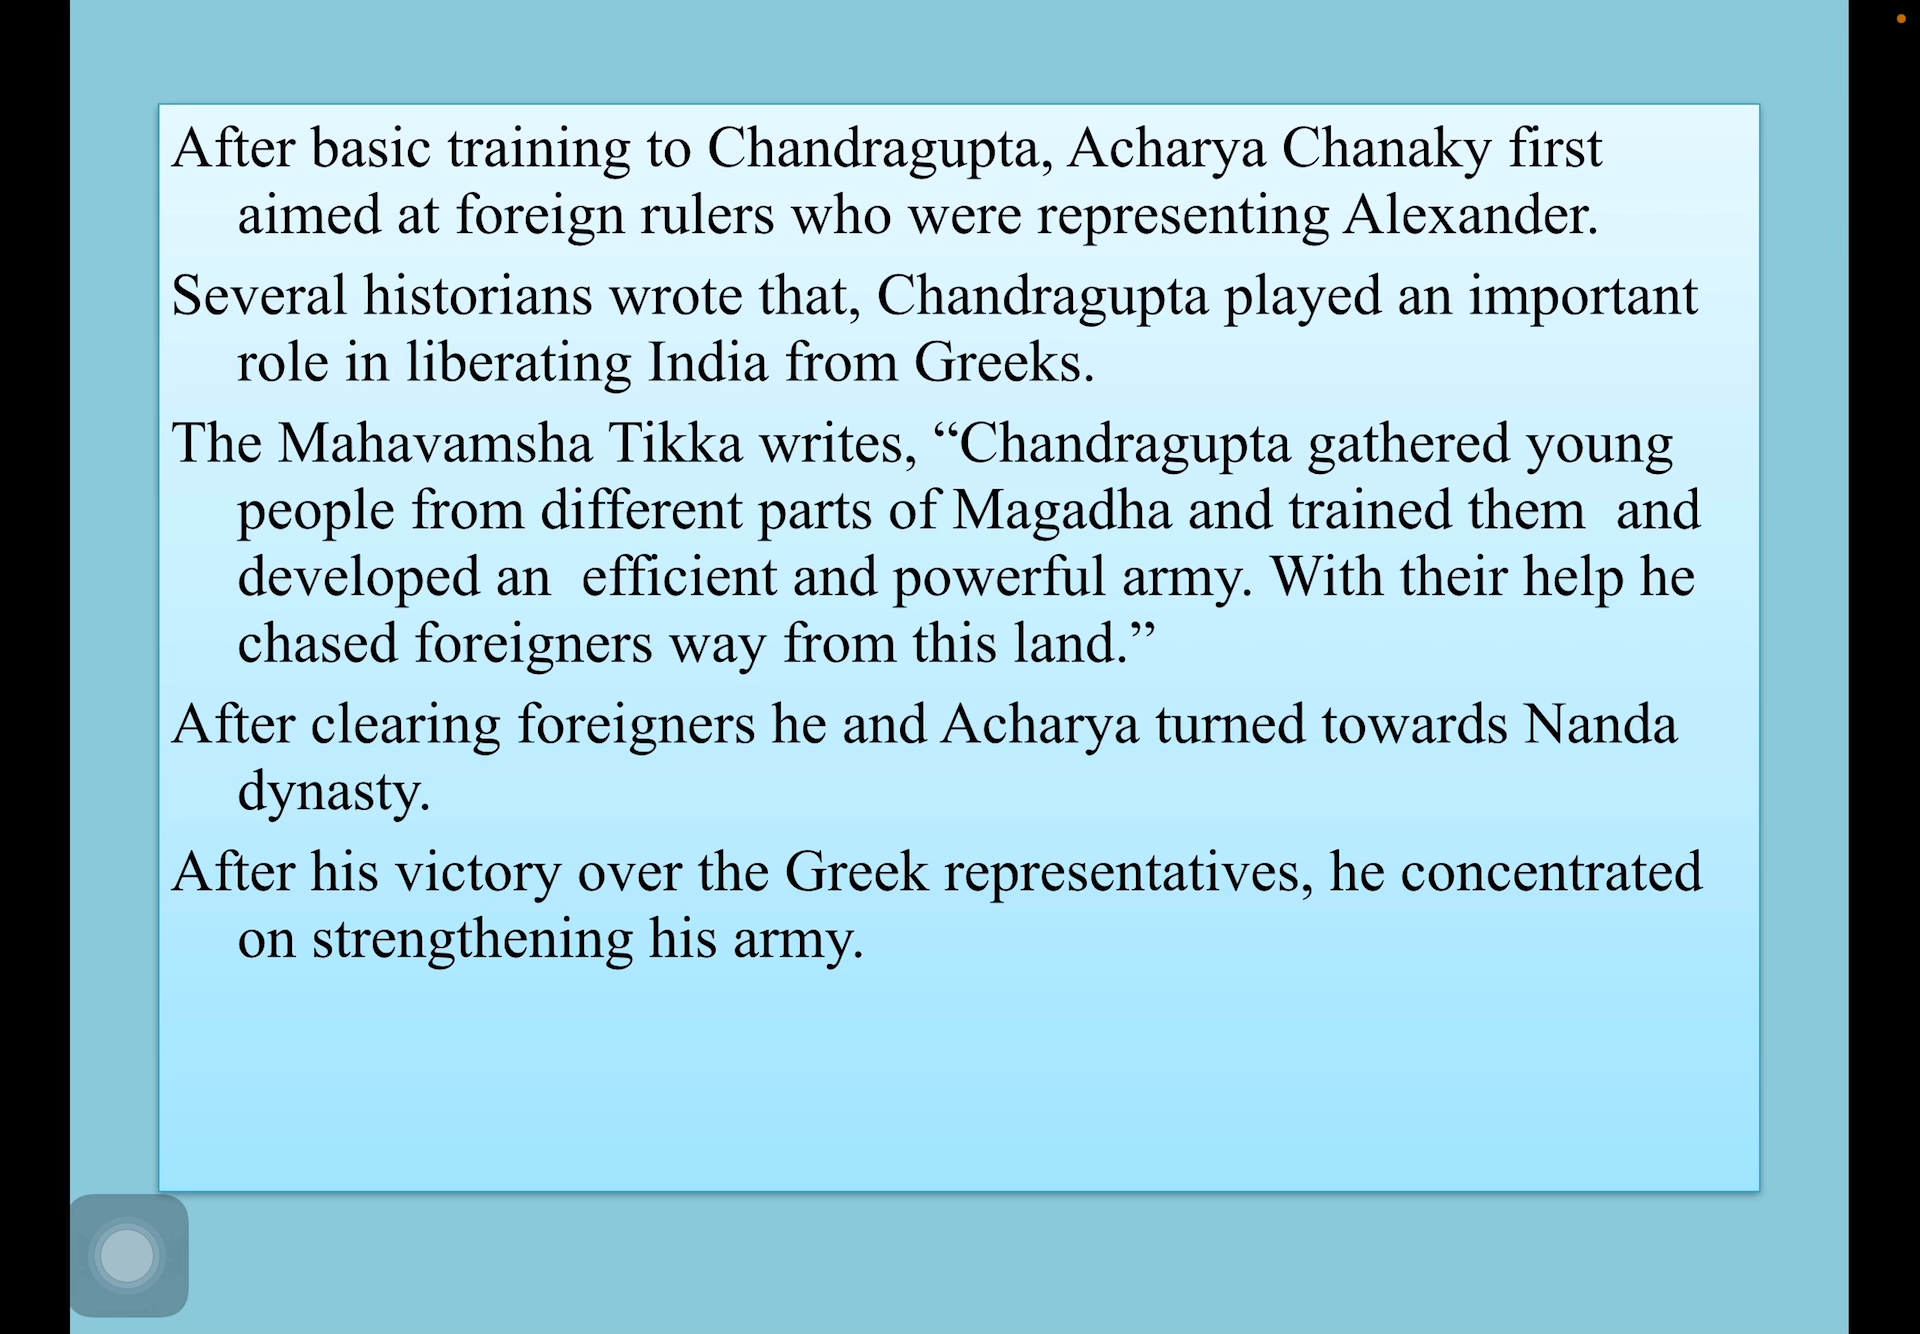 After basic training to Chandragupta, Acharya Chanaky first
aimed at foreign rulers who were representing Alexander.
Several historians wrote that, Chandragupta played an important
role in liberating India from Greeks.
The Mahavamsha Tikka writes, “Chandragupta gathered young
people from different parts of Magadha and trained them  and
developed an  efficient and powerful army. With their help he
chased foreigners way from this land.”
After clearing foreigners he and Acharya turned towards Nanda
dynasty.
After his victory over the Greek representatives, he concentrated
on strengthening his army.